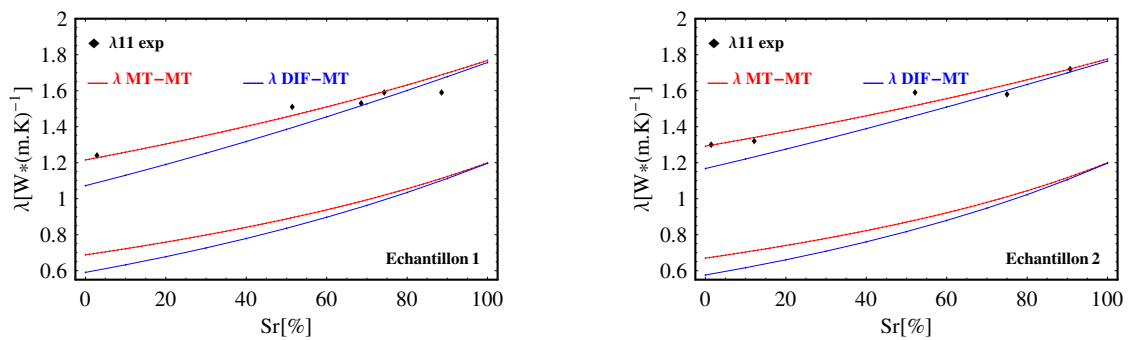 2
1.8
1.6
1.4
1.2
1
0.8
0.6
λ[W*(m.K)⁻¹]
λ11 exp
λ MT−MT
λ DIF−MT
Echantillon 1
0 20 40 60 80 100
Sr[%]
2
1.8
1.6
1.4
1.2
1
0.8
0.6
λ[W*(m.K)⁻¹]
λ11 exp
λ MT−MT
λ DIF−MT
Echantillon 2
0 20 40 60 80 100
Sr[%]